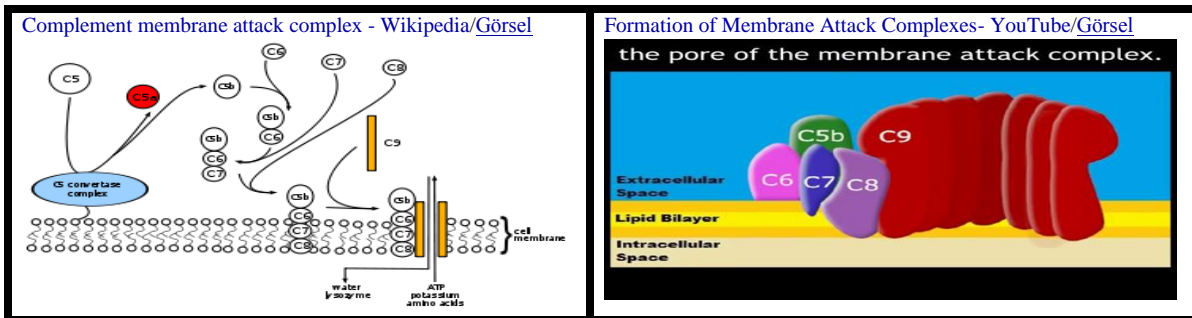 Complement membrane attack complex - Wikipedia/Görsel
C5
C5a
C5b
C6
C7
C8
C5b
C6
C5b
C6
C7
C9
C5 convertase
complex
C5b
C6
C7
C8
C5b
C6
C7
C8
cell
membrane
water
lysozyme
ATP
potassium
amino acids
Formation of Membrane Attack Complexes- YouTube/Görsel
the pore of the membrane attack complex.
C5b
C9
C6
C7
C8
Extracellular
Space
Lipid Bilayer
Intracellular
Space